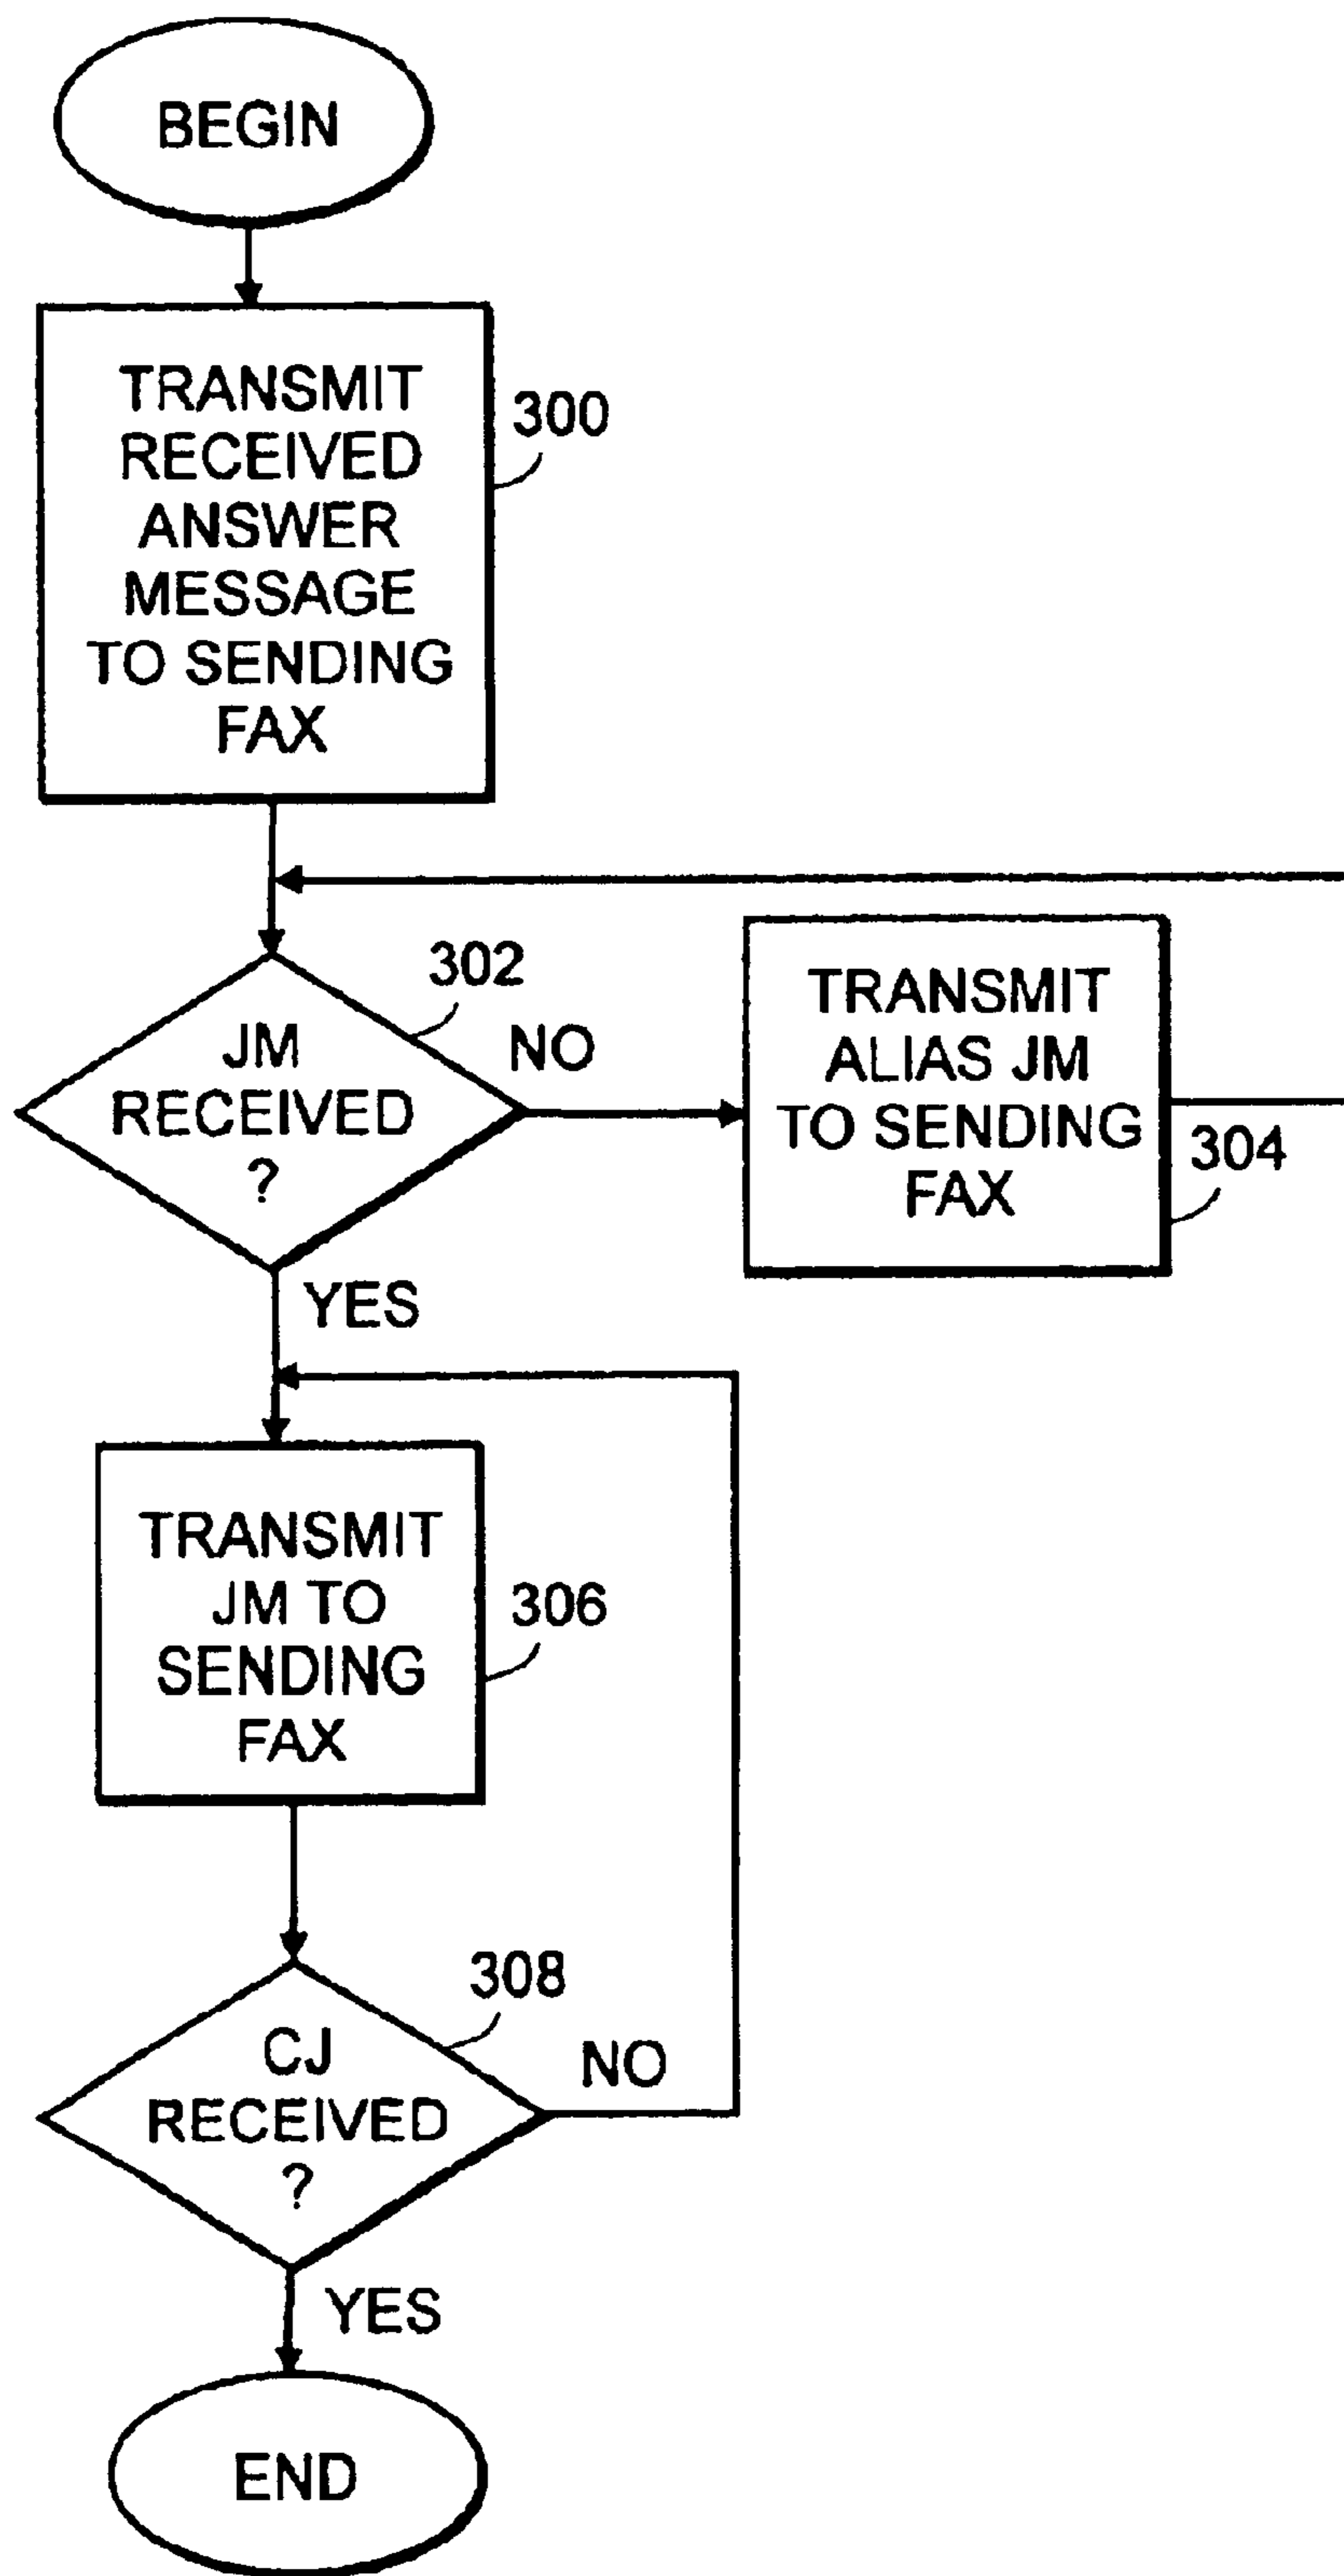 BEGIN
TRANSMIT
RECEIVED
ANSWER
MESSAGE
TO SENDING
FAX
300
JM
RECEIVED
?
302
NO
YES
TRANSMIT
ALIAS JM
TO SENDING
FAX
304
TRANSMIT
JM TO
SENDING
FAX
306
CJ
RECEIVED
?
308
NO
YES
END